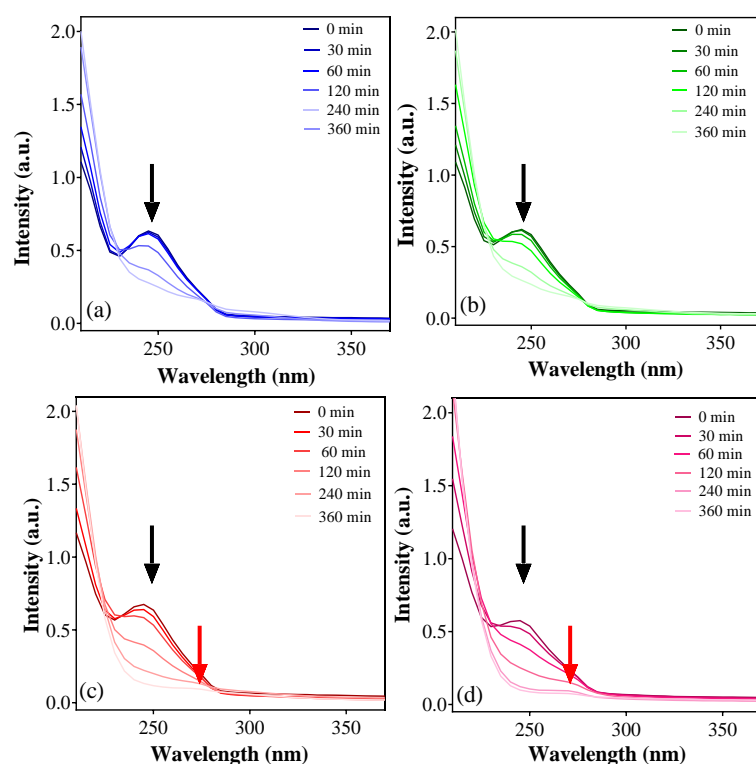 2.0
1.5
1.0
0.5
0.0
Intensity (a.u.)
0 min
30 min
60 min
120 min
240 min
360 min
(a)
250
300
350
Wavelength (nm)
2.0
1.5
1.0
0.5
0.0
Intensity (a.u.)
0 min
30 min
60 min
120 min
240 min
360 min
(b)
250
300
350
Wavelength (nm)
2.0
1.5
1.0
0.5
0.0
Intensity (a.u.)
0 min
30 min
60 min
120 min
240 min
360 min
(c)
250
300
350
Wavelength (nm)
2.0
1.5
1.0
0.5
0.0
Intensity (a.u.)
0 min
30 min
60 min
120 min
240 min
360 min
(d)
250
300
350
Wavelength (nm)